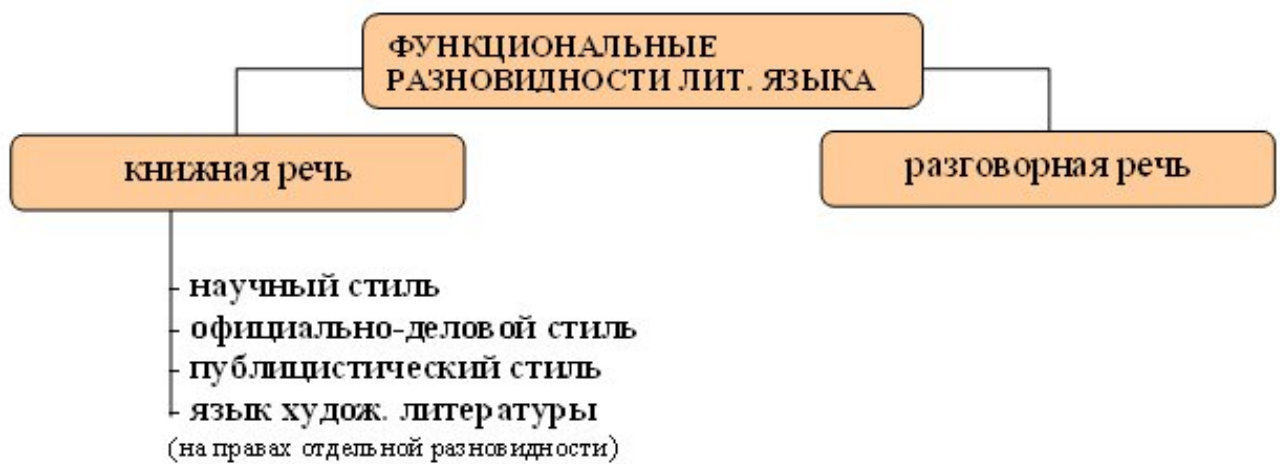 ФУНКЦИОНАЛЬНЫЕ
РАЗНОВИДНОСТИ ЛИТ. ЯЗЫКА
книжная речь
разговорная речь
- научный стиль
- официально-деловой стиль
- публицистический стиль
- язык худож. литературы
(на правах отдельной разновидности)